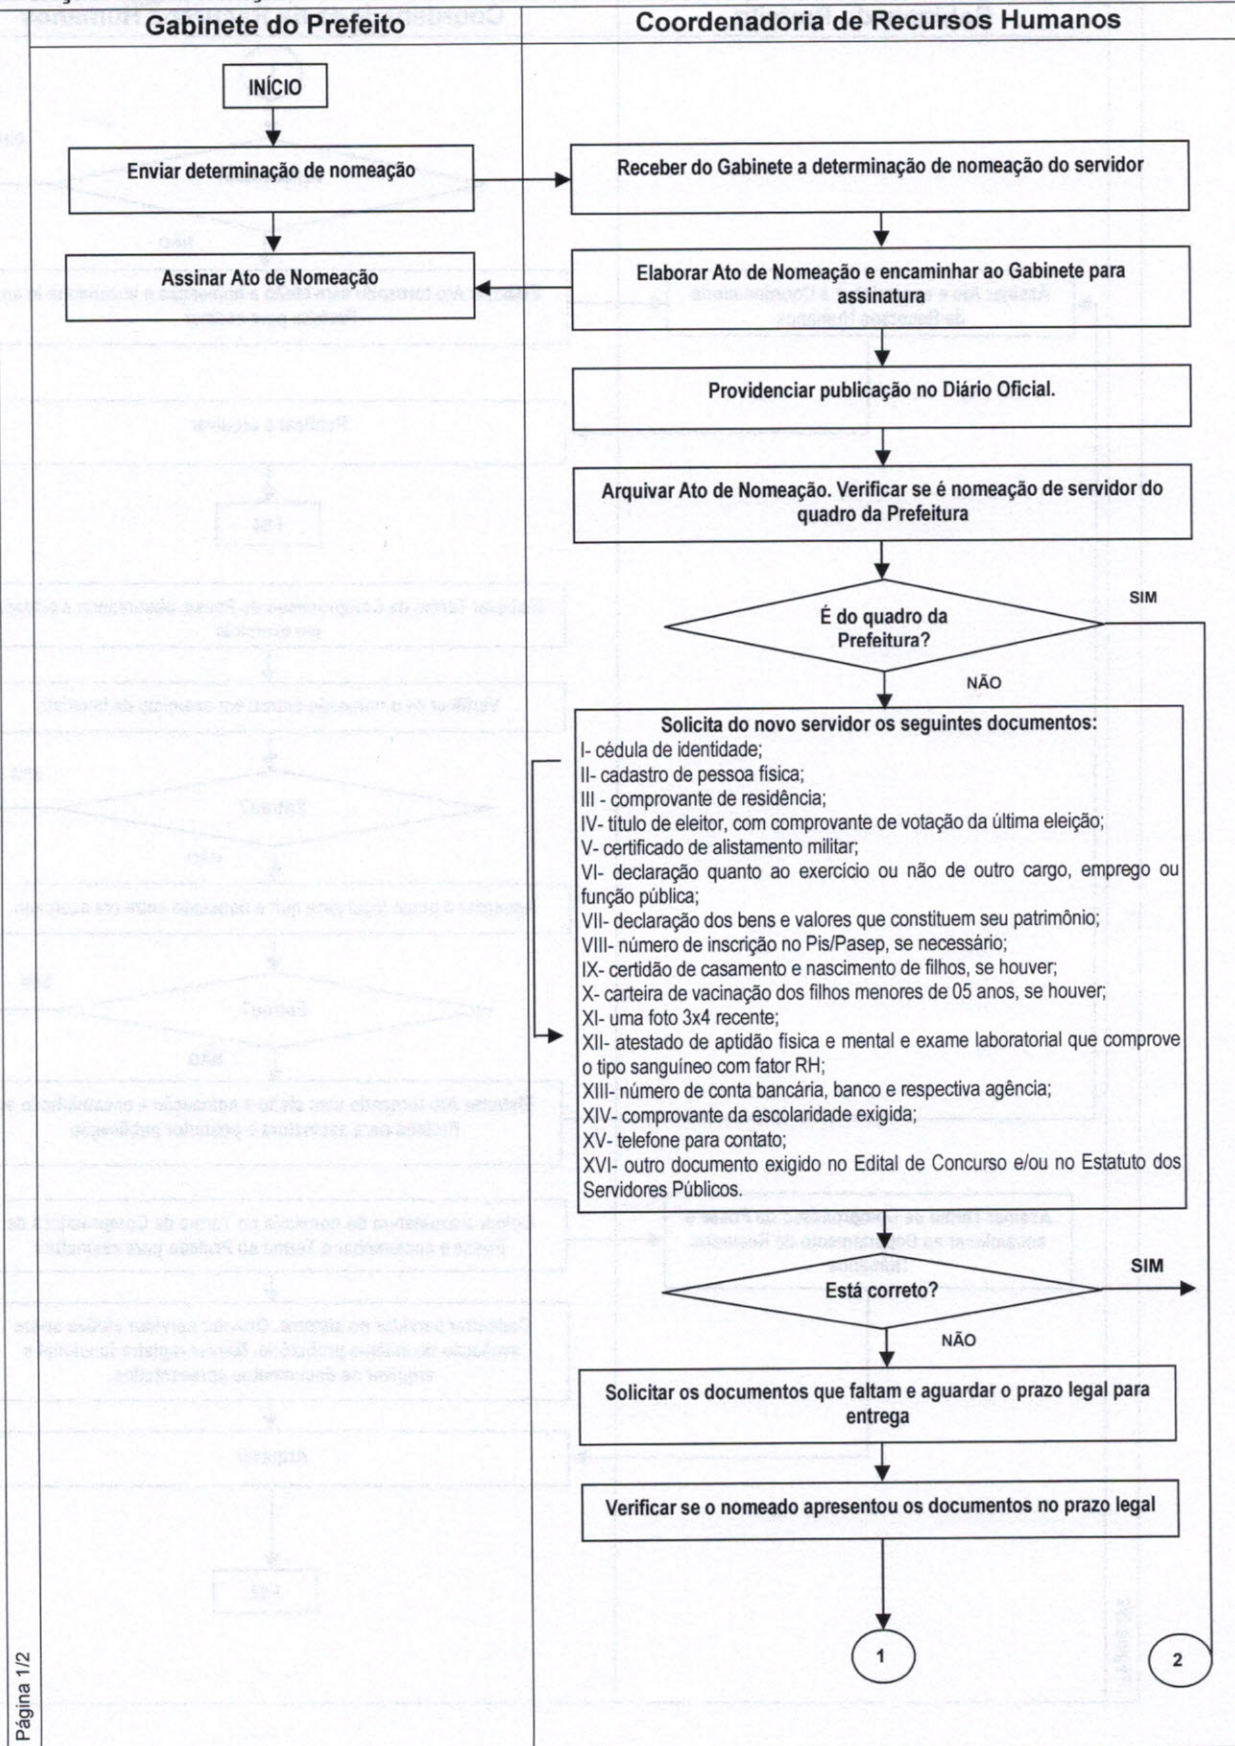 Gabinete do Prefeito
Coordenadoria de Recursos Humanos
INÍCIO
Enviar determinação de nomeação
Receber do Gabinete a determinação de nomeação do servidor
Assinar Ato de Nomeação
Elaborar Ato de Nomeação e encaminhar ao Gabinete para
assinatura
Providenciar publicação no Diário Oficial.
Arquivar Ato de Nomeação. Verificar se é nomeação de servidor do
quadro da Prefeitura
É do quadro da
Prefeitura?
SIM
NÃO
Solicita do novo servidor os seguintes documentos:
I- cédula de identidade;
II- cadastro de pessoa física;
III - comprovante de residência;
IV- título de eleitor, com comprovante de votação da última eleição;
V- certificado de alistamento militar;
VI- declaração quanto ao exercício ou não de outro cargo, emprego ou
função pública;
VII- declaração dos bens e valores que constituem seu patrimônio;
VIII- número de inscrição no Pis/Pasep, se necessário;
IX- certidão de casamento e nascimento de filhos, se houver;
X- carteira de vacinação dos filhos menores de 05 anos, se houver;
XI- uma foto 3x4 recente;
XII- atestado de aptidão física e mental e exame laboratorial que comprove
o tipo sanguíneo com fator RH;
XIII- número de conta bancária, banco e respectiva agência;
XIV- comprovante da escolaridade exigida;
XV- telefone para contato;
XVI- outro documento exigido no Edital de Concurso e/ou no Estatuto dos
Servidores Públicos.
Está correto?
SIM
NÃO
Solicitar os documentos que faltam e aguardar o prazo legal para
entrega
Verificar se o nomeado apresentou os documentos no prazo legal
1
2
Página 1/2